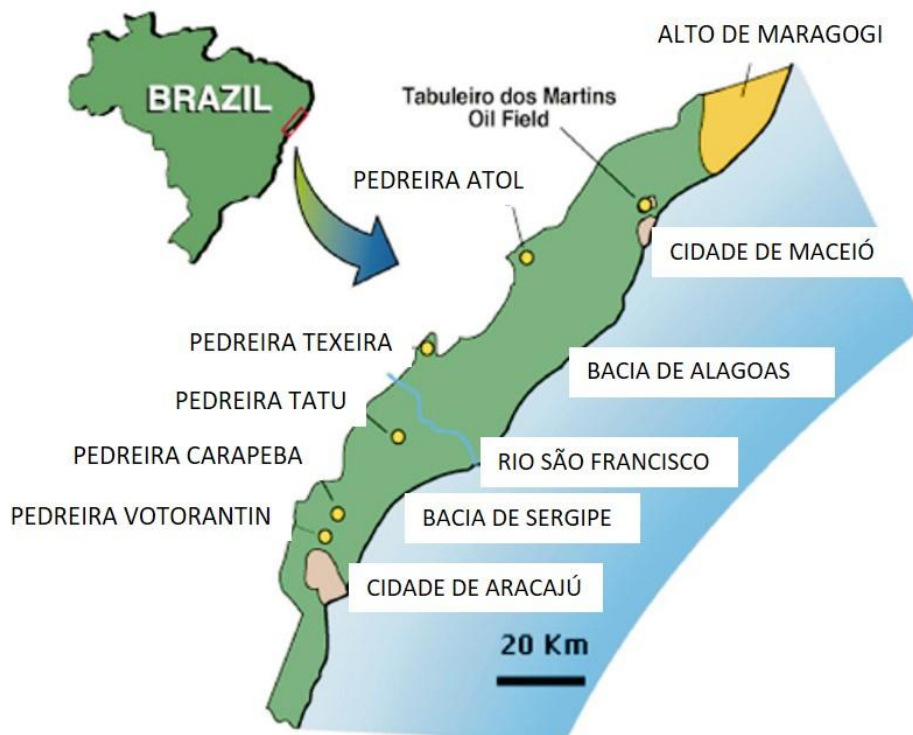 ALTO DE MARAGOGI
BRAZIL
Tabuleiro dos Martins
Oil Field
PEDREIRA ATOL
CIDADE DE MACEIÓ
PEDREIRA TEXEIRA
BACIA DE ALAGOAS
PEDREIRA TATU
PEDREIRA CARAPEBA
RIO SÃO FRANCISCO
PEDREIRA VOTORANTIN
BACIA DE SERGIPE
CIDADE DE ARACAJÚ
20 Km